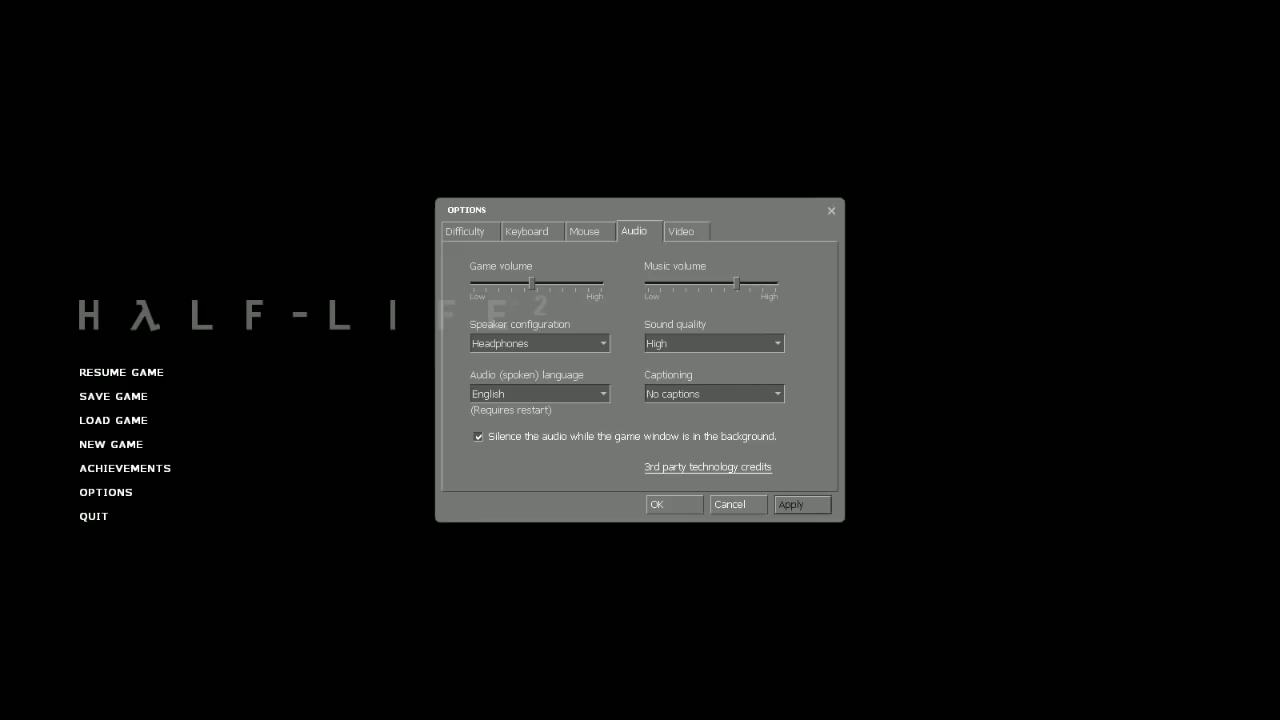 OPTIONS
Difficulty Keyboard Mouse Audio Video
Game volume Music volume
Low High Low High
HλLF-LIFE²
Speaker configuration Sound quality
Headphones High
Audio (spoken) language Captioning
English No captions
(Requires restart)
Silence the audio while the game window is in the background.
3rd party technology credits
OK Cancel Apply
RESUME GAME
SAVE GAME
LOAD GAME
NEW GAME
ACHIEVEMENTS
OPTIONS
QUIT